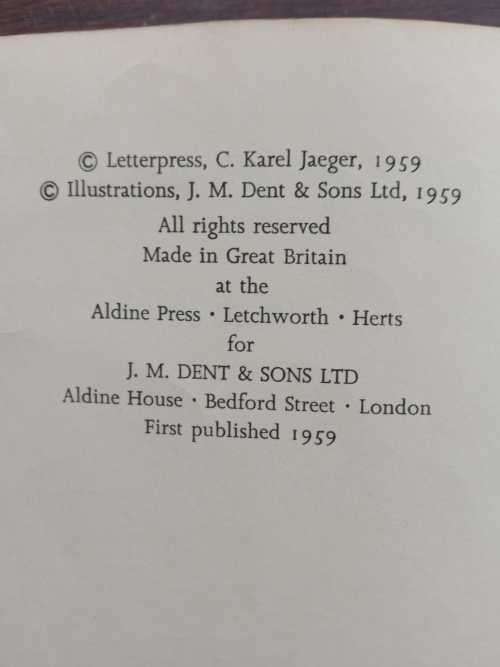 © Letterpress, C. Karel Jaeger, 1959
© Illustrations, J. M. Dent & Sons Ltd, 1959
All rights reserved
Made in Great Britain
at the
Aldine Press · Letchworth · Herts
for
J. M. DENT & SONS LTD
Aldine House · Bedford Street · London
First published 1959